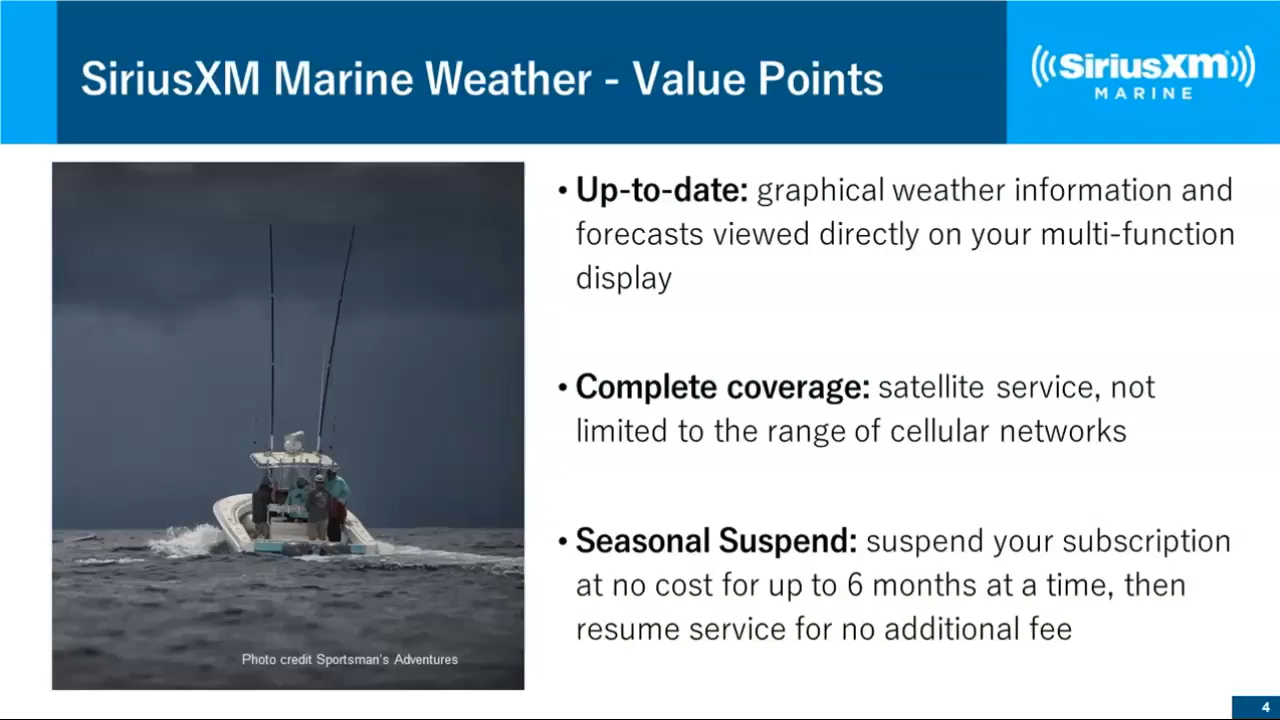 SiriusXM Marine Weather - Value Points
((SiriusXM))
MARINE
• Up-to-date: graphical weather information and
forecasts viewed directly on your multi-function
display
• Complete coverage: satellite service, not
limited to the range of cellular networks
• Seasonal Suspend: suspend your subscription
at no cost for up to 6 months at a time, then
resume service for no additional fee
Photo credit Sportsman's Adventures
4